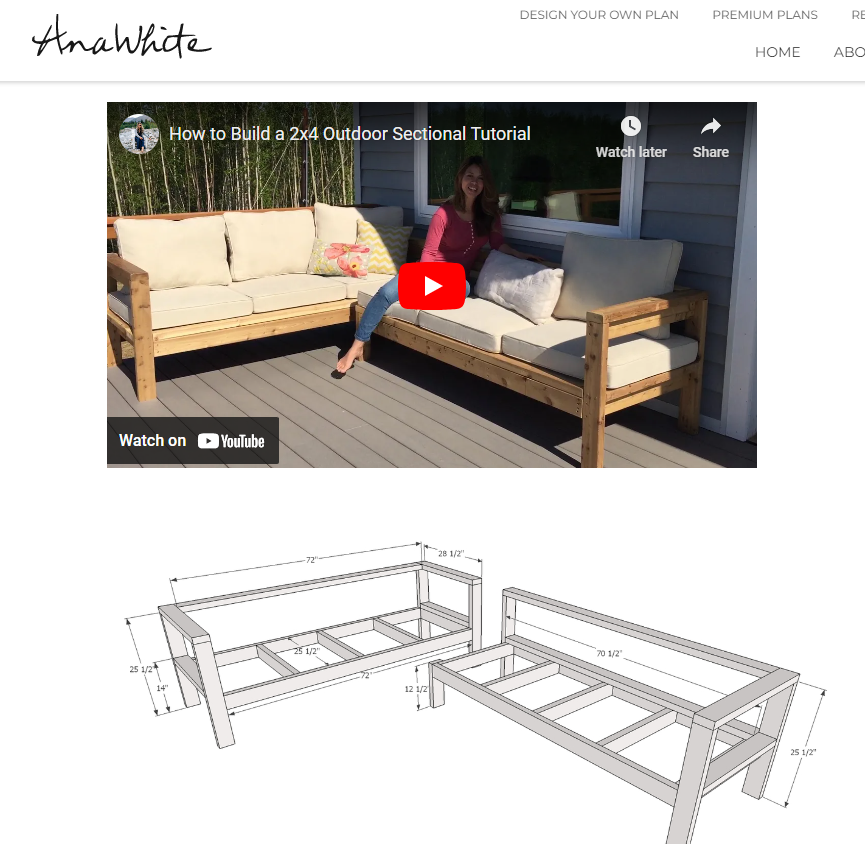 AnaWhite
DESIGN YOUR OWN PLAN PREMIUM PLANS RE
HOME ABO
How to Build a 2x4 Outdoor Sectional Tutorial
Watch later Share
Watch on YouTube
72"
28 1/2"
25 1/2"
25 1/2"
14"
72"
12 1/2"
70 1/2"
25 1/2"